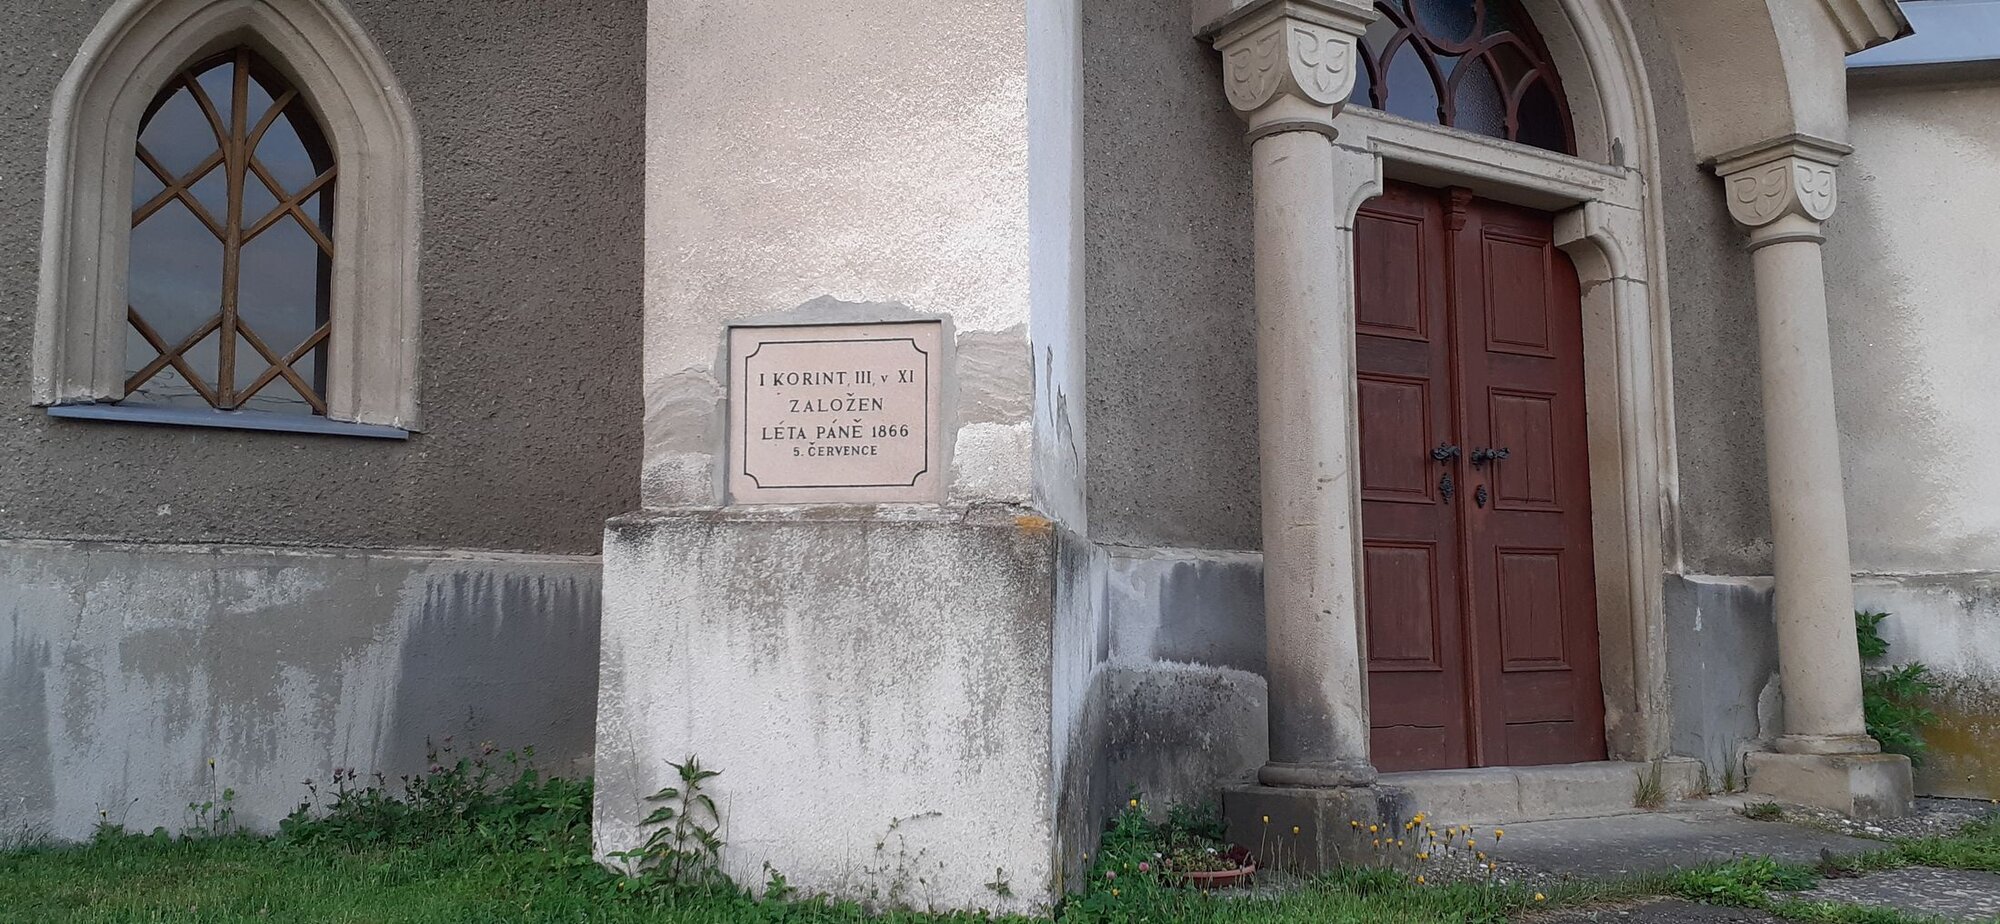 I KORINT, III, v XI
ZALOŽEN
LÉTA PÁNĚ 1866
5. ČERVENCE